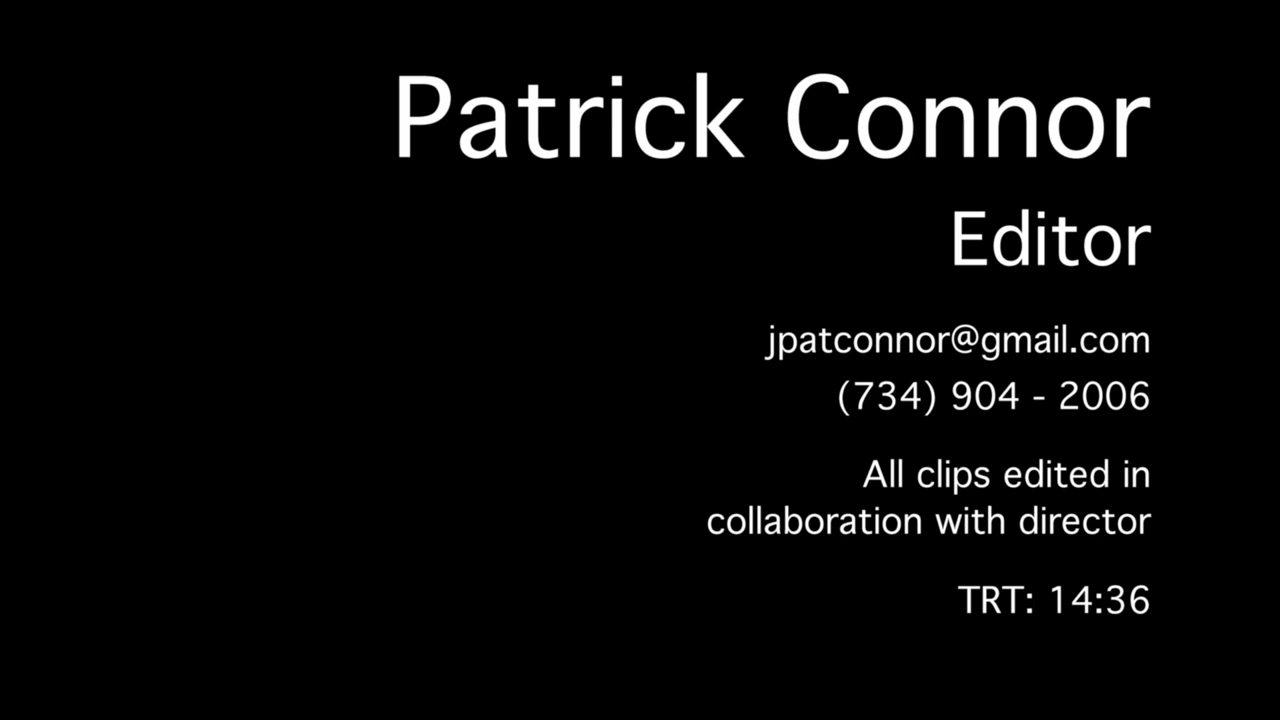 Patrick Connor
Editor
jpatconnor@gmail.com
(734) 904 - 2006
All clips edited in
collaboration with director
TRT: 14:36